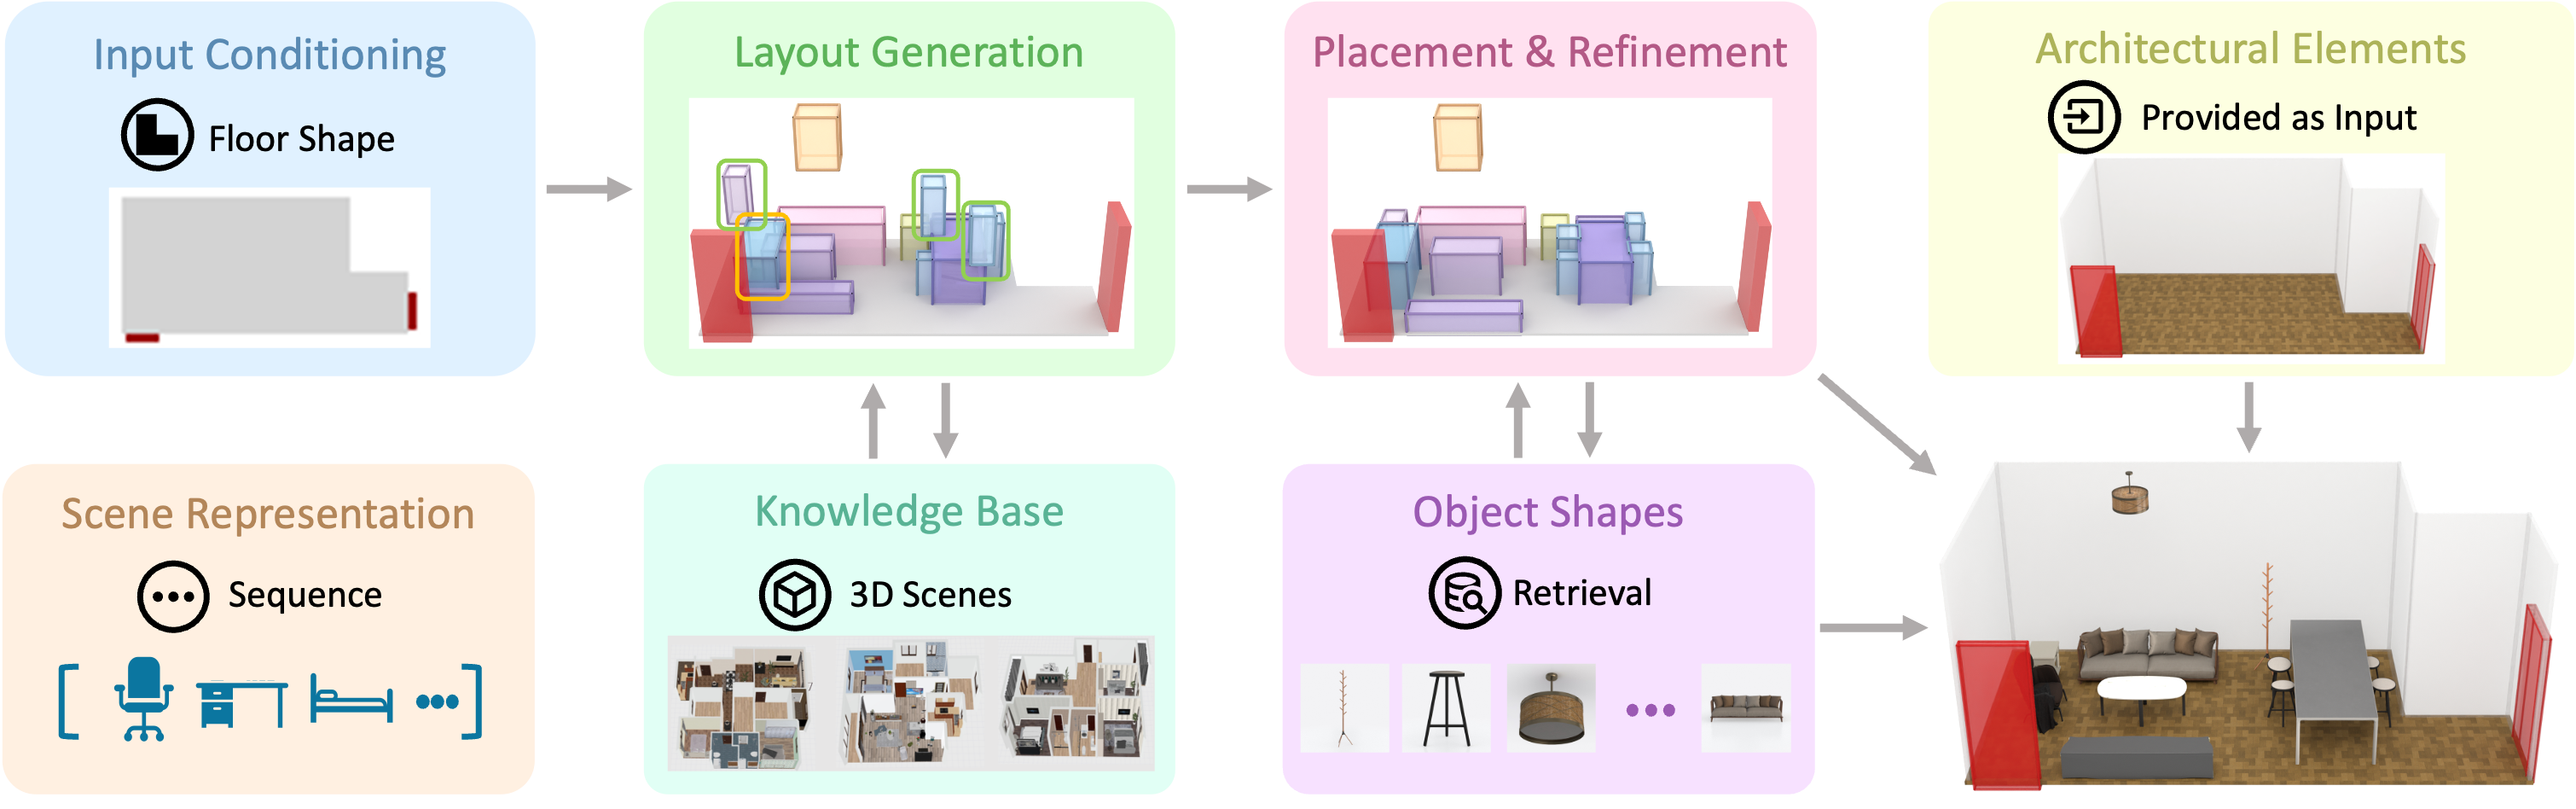 Input Conditioning
Floor Shape
Layout Generation
Placement & Refinement
Architectural Elements
Provided as Input
Scene Representation
Sequence
Knowledge Base
3D Scenes
Object Shapes
Retrieval